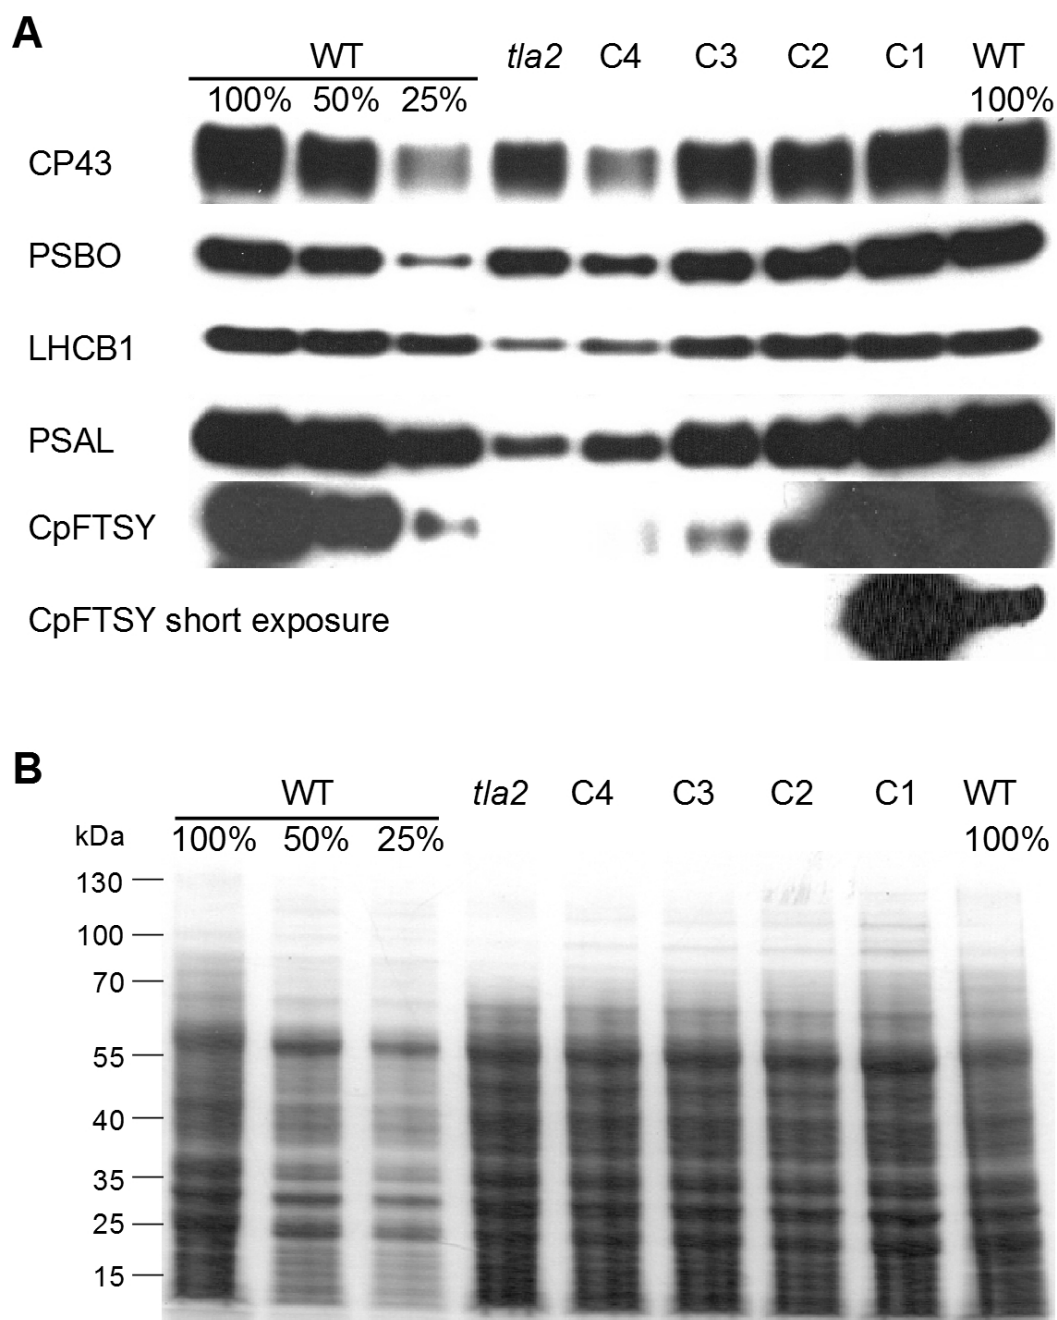 A
WT tla2 C4 C3 C2 C1 WT
100% 50% 25% 100%
CP43
PSBO
LHCB1
PSAL
CpFTSY
CpFTSY short exposure
B
WT tla2 C4 C3 C2 C1 WT
kDa 100% 50% 25% 100%
130
100
70
55
40
35
25
15